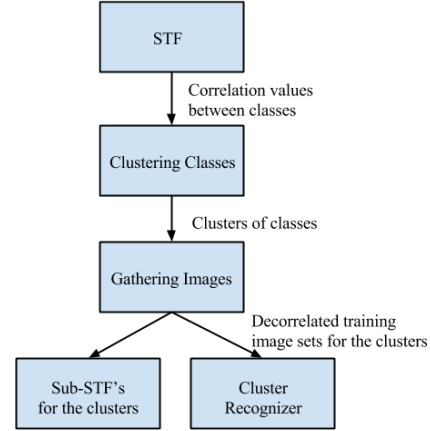 STF
Correlation values
between classes
Clustering Classes
Clusters of classes
Gathering Images
Decorrelated training
image sets for the clusters
Sub-STF's
for the clusters
Cluster
Recognizer